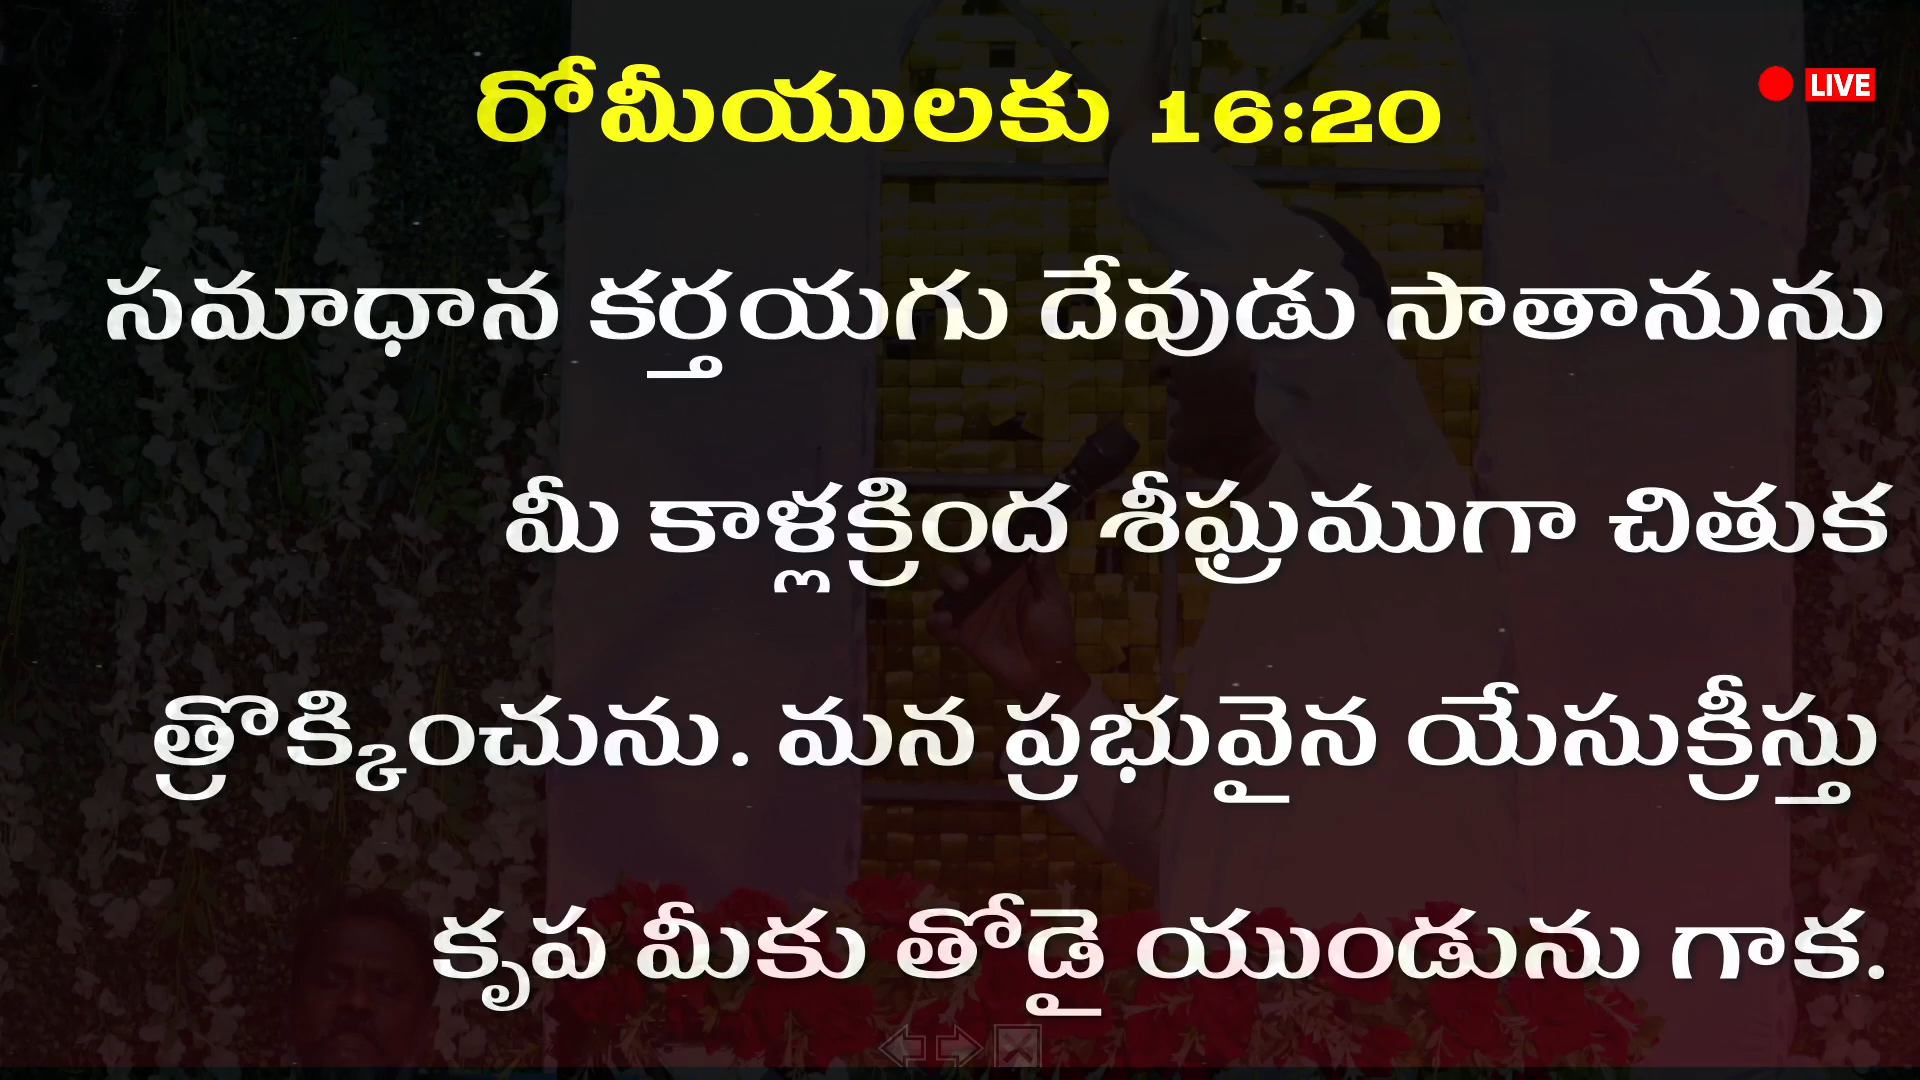 రోమీయులకు 16:20
LIVE
సమాధాన కర్తయగు దేవుడు సాతానును
మీ కాళ్లక్రింద శీఘ్రముగా చితుక
త్రొక్కించును. మన ప్రభువైన యేసుక్రీస్తు
కృప మీకు తోడై యుండును గాక.